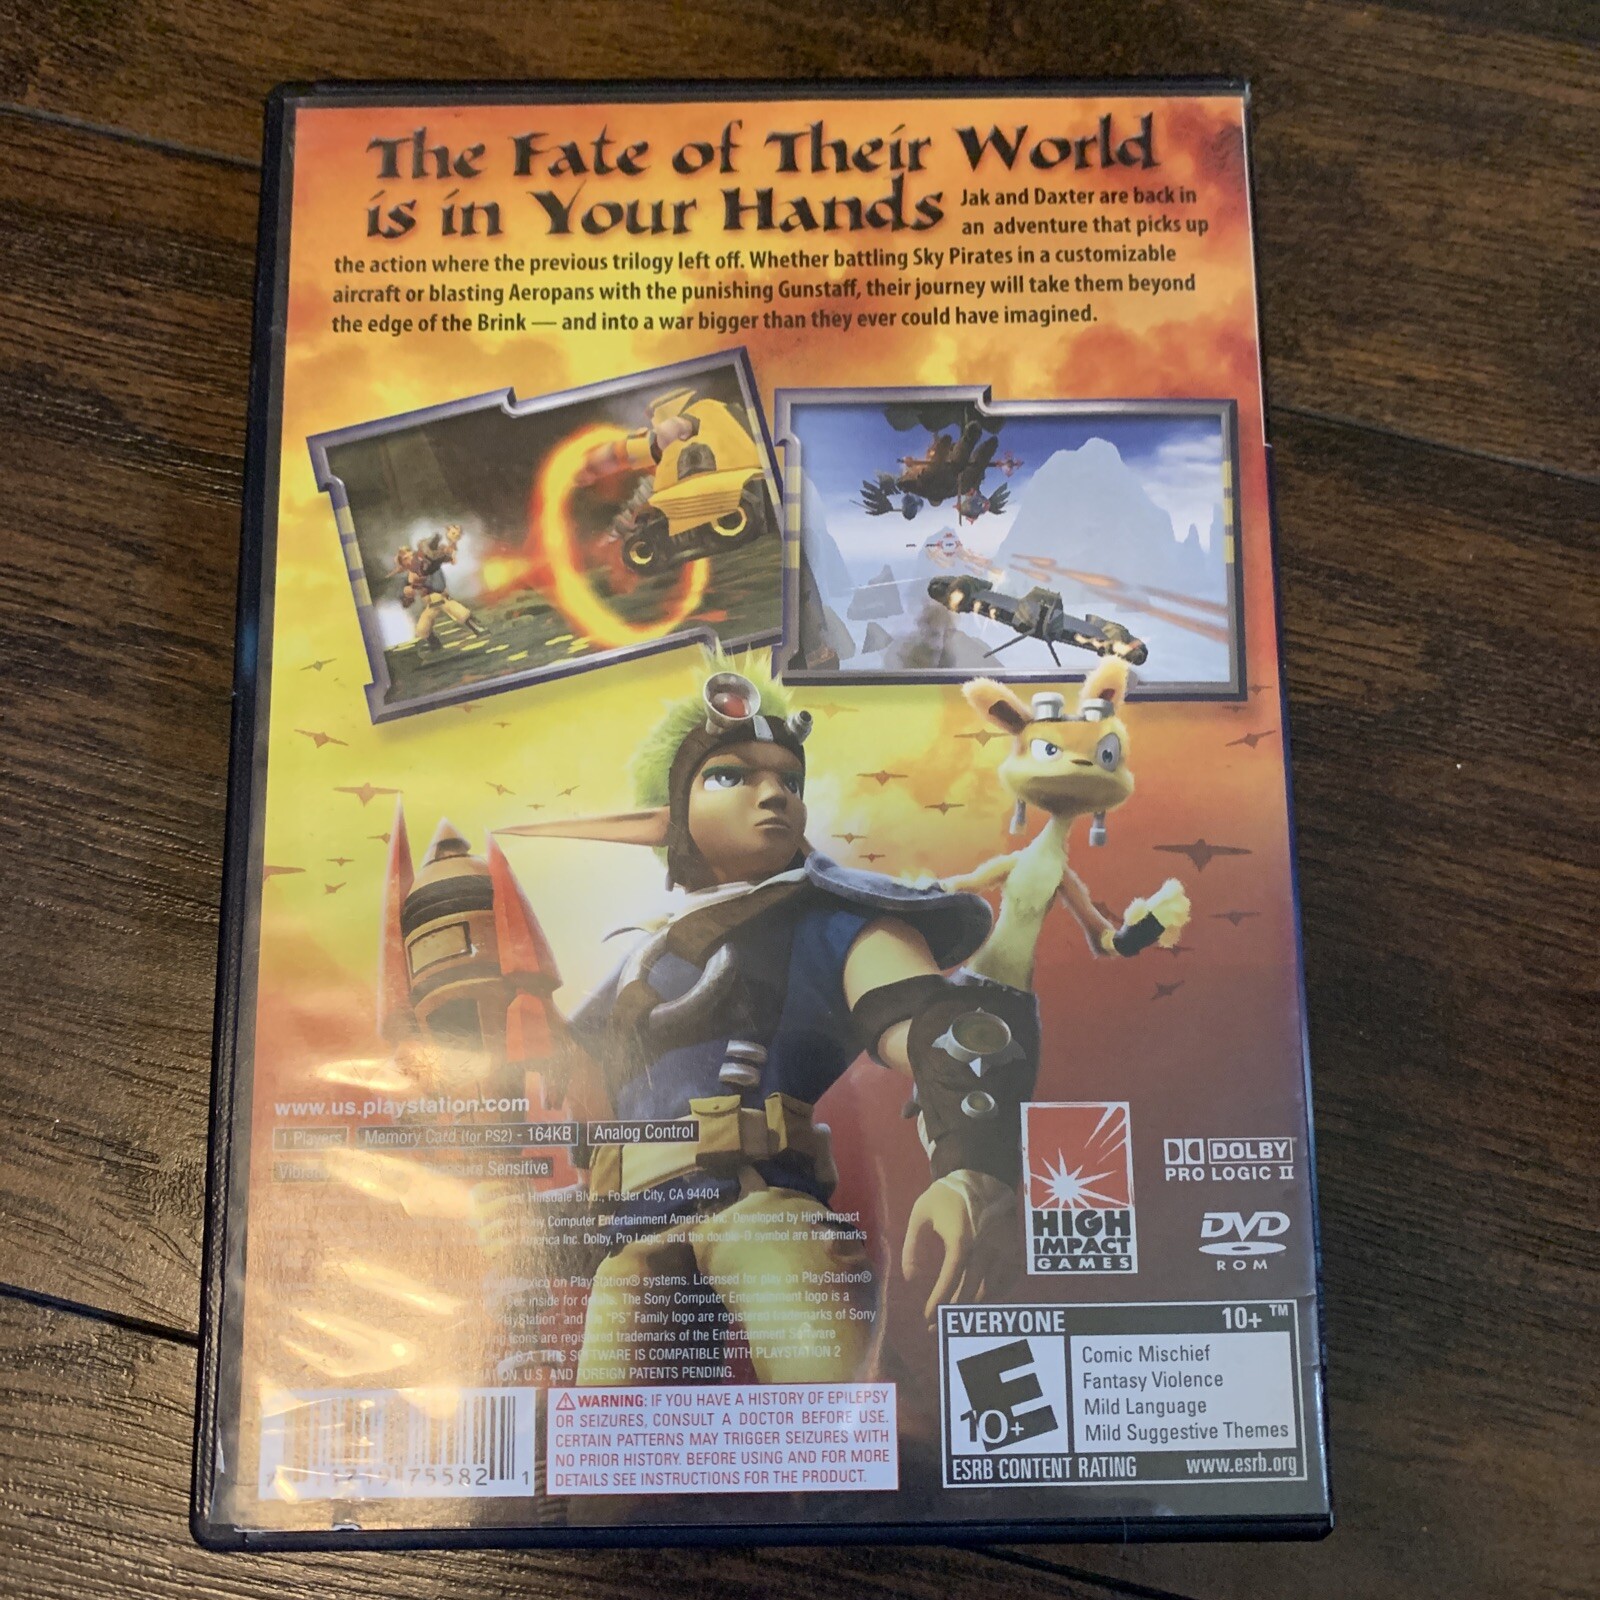 The Fate of Their World
is in Your Hands
Jak and Daxter are back in
an adventure that picks up
the action where the previous trilogy left off. Whether battling Sky Pirates in a customizable
aircraft or blasting Aeropans with the punishing Gunstaff, their journey will take them beyond
the edge of the Brink — and into a war bigger than they ever could have imagined.
www.us.playstation.com
1 Players Memory Card (for PS2) - 164KB Analog Control
Pressure Sensitive
Hillsdale Blvd., Foster City, CA 94404
Sony Computer Entertainment America Inc. Developed by High Impact
America Inc. Dolby, Pro Logic, and the double-D symbol are trademarks
Mexico on PlayStation® systems. Licensed for play on PlayStation®
See inside for details. The Sony Computer Entertainment logo is a
"PlayStation" and "PS" Family logo are registered trademarks of Sony
icons are registered trademarks of the Entertainment Software
U.S.A. THIS SOFTWARE IS COMPATIBLE WITH PLAYSTATION 2
U.S. AND FOREIGN PATENTS PENDING.
75582 1
WARNING: IF YOU HAVE A HISTORY OF EPILEPSY
OR SEIZURES, CONSULT A DOCTOR BEFORE USE.
CERTAIN PATTERNS MAY TRIGGER SEIZURES WITH
NO PRIOR HISTORY. BEFORE USING AND FOR MORE
DETAILS SEE INSTRUCTIONS FOR THE PRODUCT.
HIGH
IMPACT
GAMES
DOLBY
PRO LOGIC II
DVD
ROM
EVERYONE 10+ ™
E
10+
Comic Mischief
Fantasy Violence
Mild Language
Mild Suggestive Themes
ESRB CONTENT RATING www.esrb.org